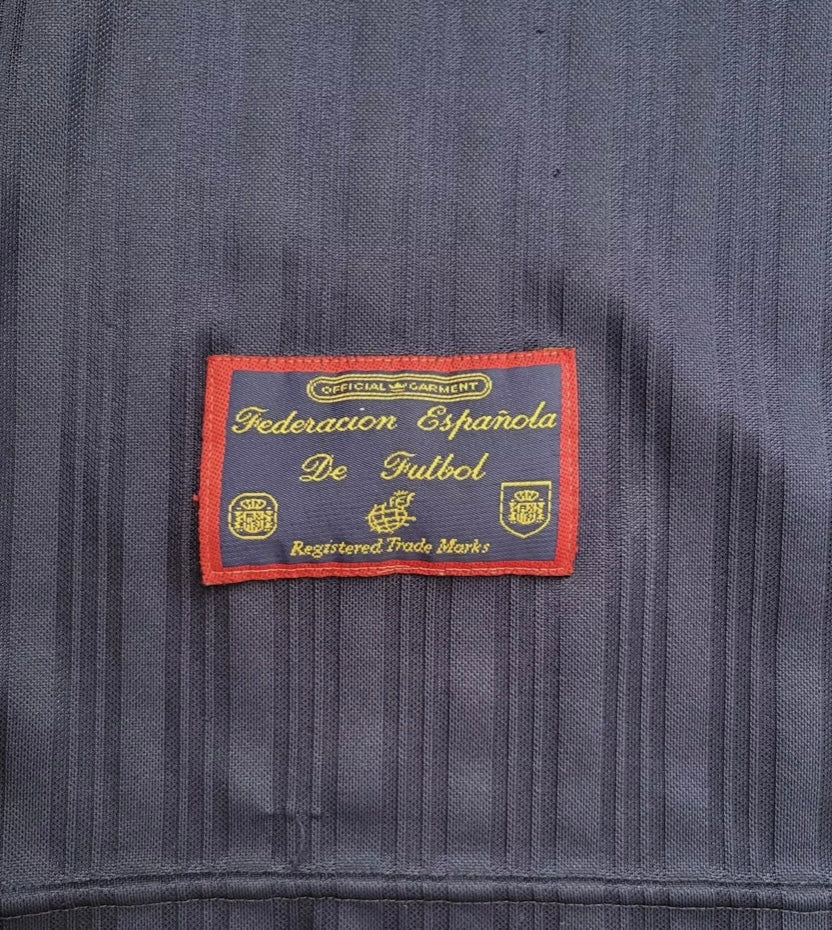 OFFICIAL GARMENT
Federacion Española
De Futbol
Registered Trade Marks